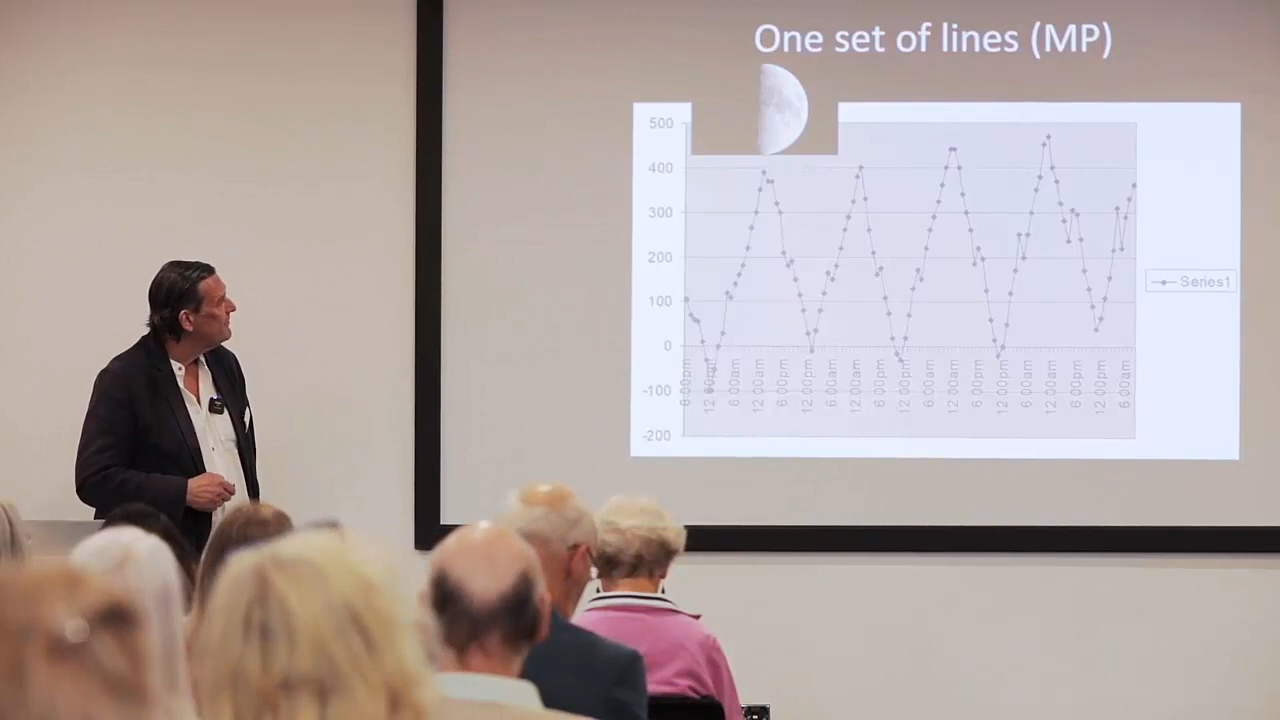 One set of lines (MP)
500
400
300
200
100
0
-100
-200
6.00pm
12.00pm
6.00am
12.00am
6.00pm
12.00pm
6.00am
12.00am
6.00pm
12.00pm
6.00am
12.00am
6.00pm
12.00pm
6.00am
12.00am
6.00pm
12.00pm
6.00am
Series1